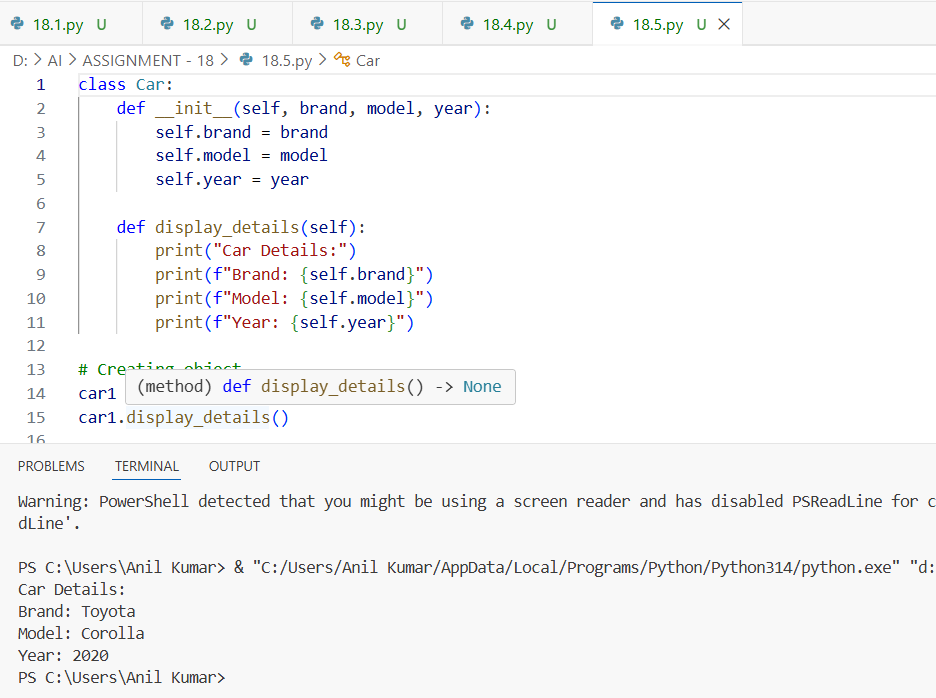 18.1.py U 18.2.py U 18.3.py U 18.4.py U 18.5.py U
D: > AI > ASSIGNMENT - 18 > 18.5.py > Car
1 class Car:
2     def __init__(self, brand, model, year):
3         self.brand = brand
4         self.model = model
5         self.year = year
6
7     def display_details(self):
8         print("Car Details:")
9         print(f"Brand: {self.brand}")
10         print(f"Model: {self.model}")
11         print(f"Year: {self.year}")
12
13 # Creating object
14 car1
(method) def display_details() -> None
15 car1.display_details()
16
PROBLEMS TERMINAL OUTPUT
Warning: PowerShell detected that you might be using a screen reader and has disabled PSReadLine for c
dLine'.
PS C:\Users\Anil Kumar> & "C:/Users/Anil Kumar/AppData/Local/Programs/Python/Python314/python.exe" "d:
Car Details:
Brand: Toyota
Model: Corolla
Year: 2020
PS C:\Users\Anil Kumar>